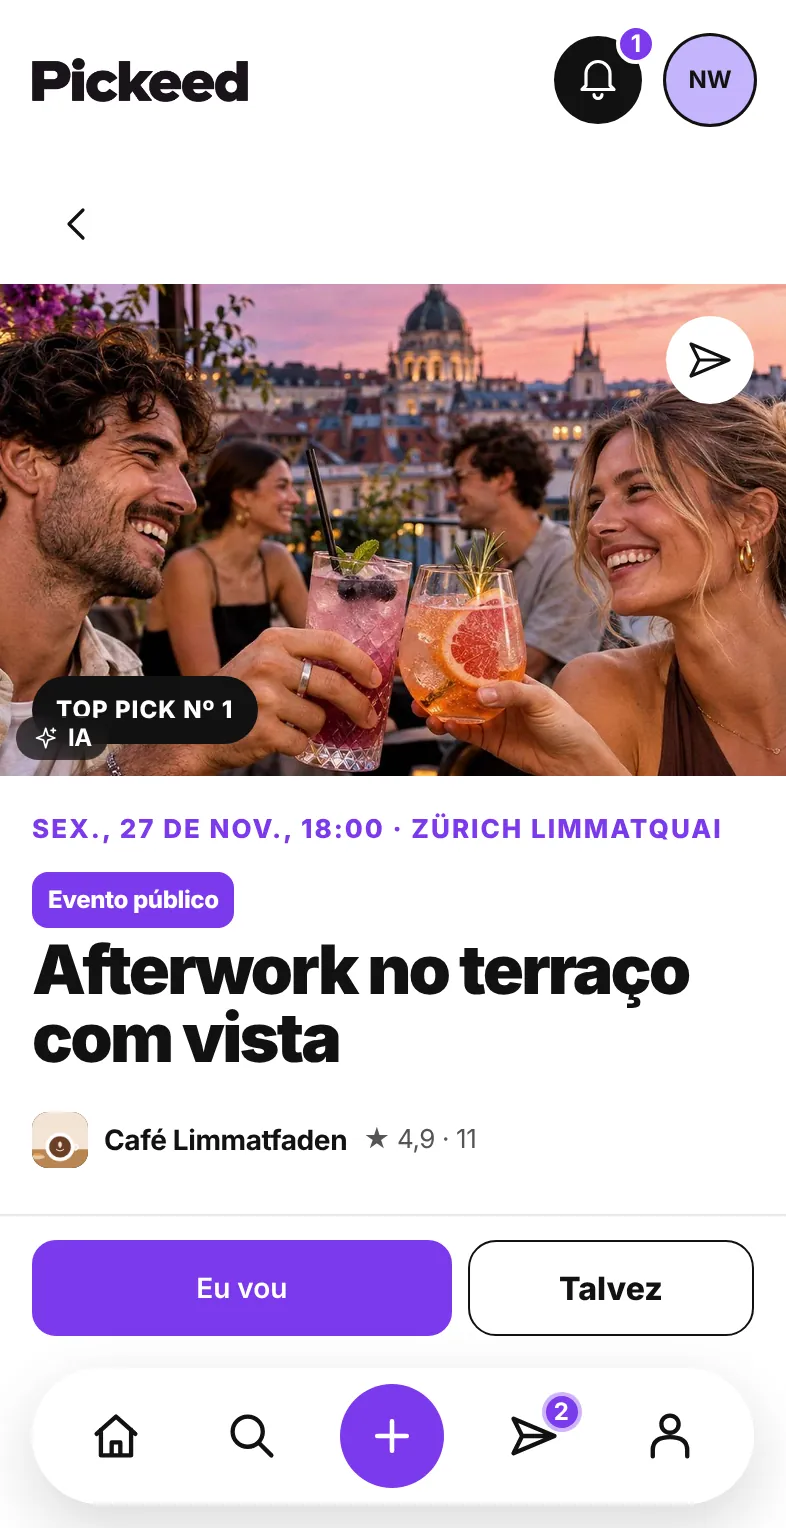 Pickeed
1
NW
TOP PICK Nº 1
IA
SEX., 27 DE NOV., 18:00 · ZÜRICH LIMMATQUAI
Evento público
Afterwork no terraço
com vista
Café Limmatfaden ★ 4,9 · 11
Eu vou
Talvez
2